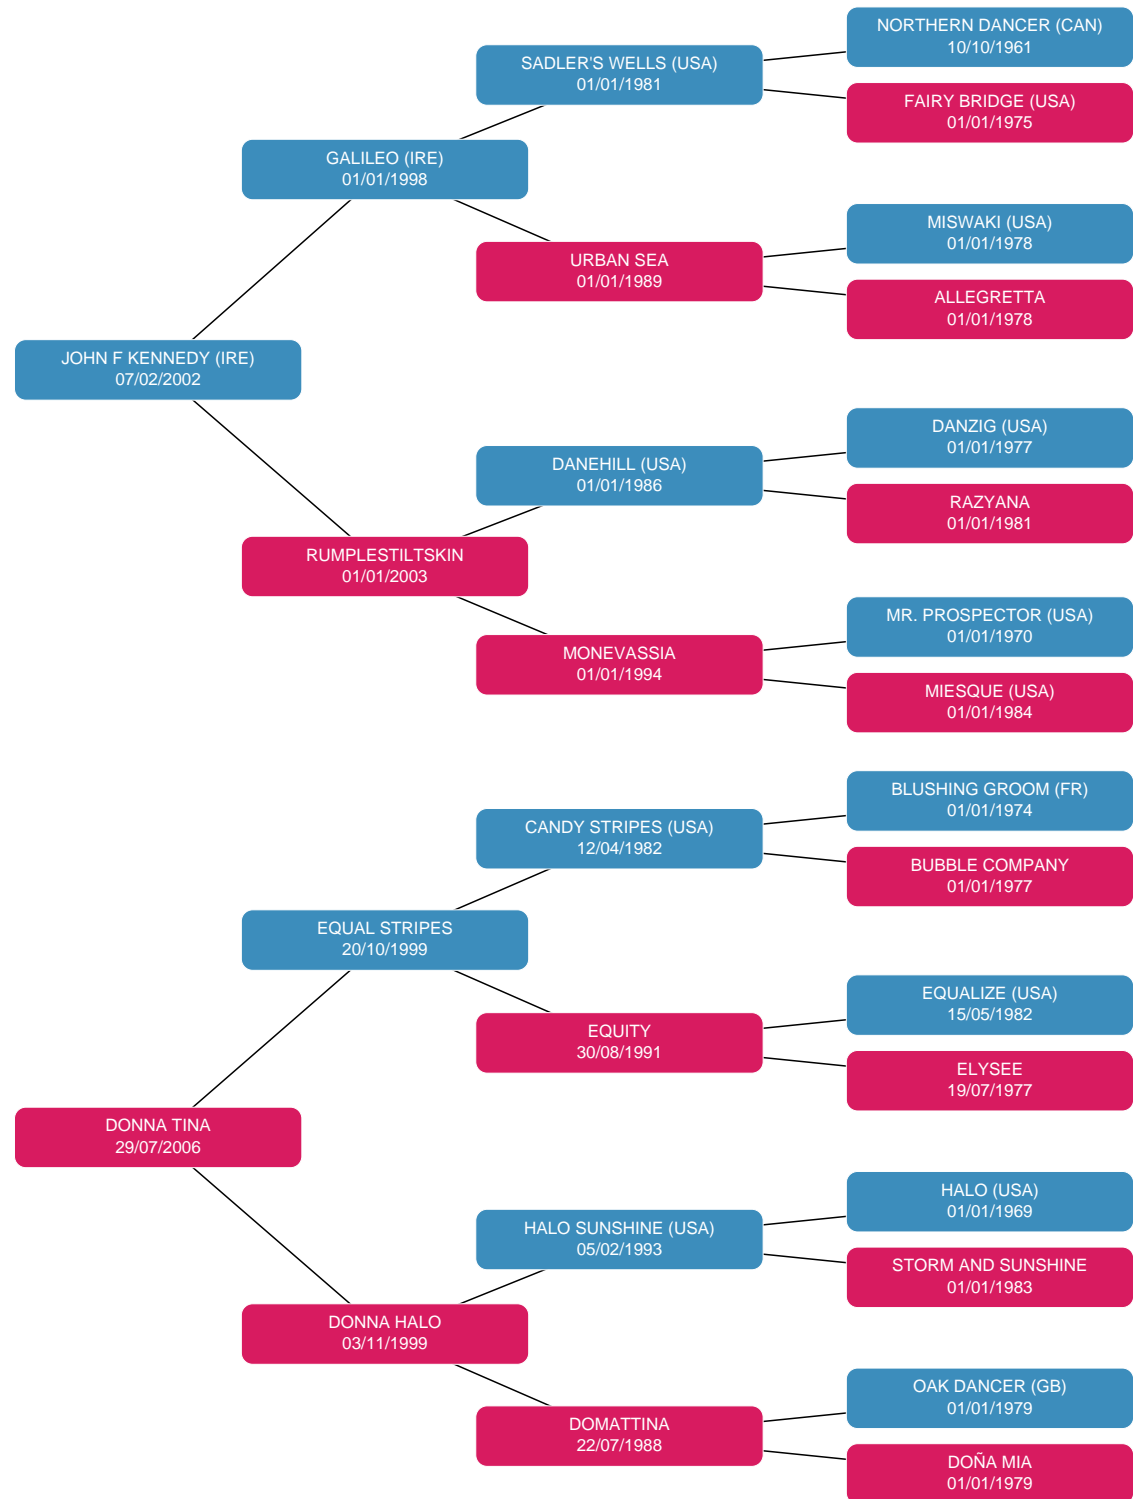 NORTHERN DANCER (CAN)
10/10/1961
SADLER'S WELLS (USA)
01/01/1981
FAIRY BRIDGE (USA)
01/01/1975
GALILEO (IRE)
01/01/1998
MISWAKI (USA)
01/01/1978
URBAN SEA
01/01/1989
ALLEGRETTA
01/01/1978
JOHN F KENNEDY (IRE)
07/02/2002
DANZIG (USA)
01/01/1977
DANEHILL (USA)
01/01/1986
RAZYANA
01/01/1981
RUMPLESTILTSKIN
01/01/2003
MR. PROSPECTOR (USA)
01/01/1970
MONEVASSIA
01/01/1994
MIESQUE (USA)
01/01/1984
BLUSHING GROOM (FR)
01/01/1974
CANDY STRIPES (USA)
12/04/1982
BUBBLE COMPANY
01/01/1977
EQUAL STRIPES
20/10/1999
EQUALIZE (USA)
15/05/1982
EQUITY
30/08/1991
ELYSEE
19/07/1977
DONNA TINA
29/07/2006
HALO (USA)
01/01/1969
HALO SUNSHINE (USA)
05/02/1993
STORM AND SUNSHINE
01/01/1983
DONNA HALO
03/11/1999
OAK DANCER (GB)
01/01/1979
DOMATTINA
22/07/1988
DOÑA MIA
01/01/1979